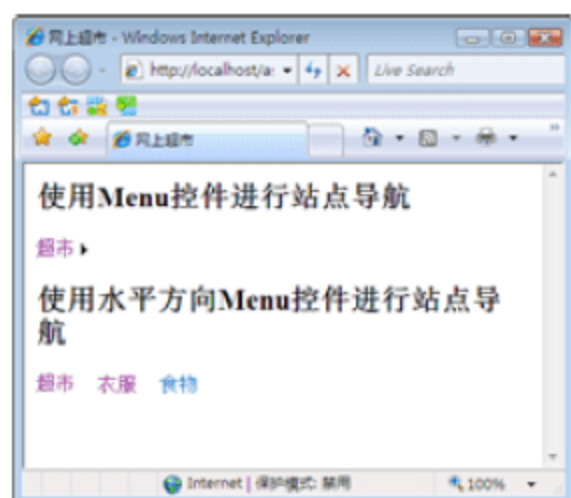 网上超市 - Windows Internet Explorer
http://localhost/a
Live Search
网上超市
使用Menu控件进行站点导航
超市
使用水平方向Menu控件进行站点导
航
超市 衣服 食物
Internet | 保护模式: 禁用 100%